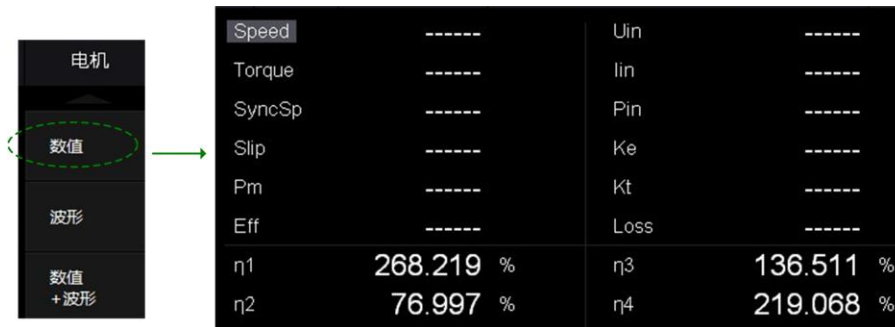 电机
数值
波形
数值
+波形
Speed ------ Uin ------
Torque ------ Iin ------
SyncSp ------ Pin ------
Slip ------ Ke ------
Pm ------ Kt ------
Eff ------ Loss ------
η1 268.219 % η3 136.511 %
η2 76.997 % η4 219.068 %